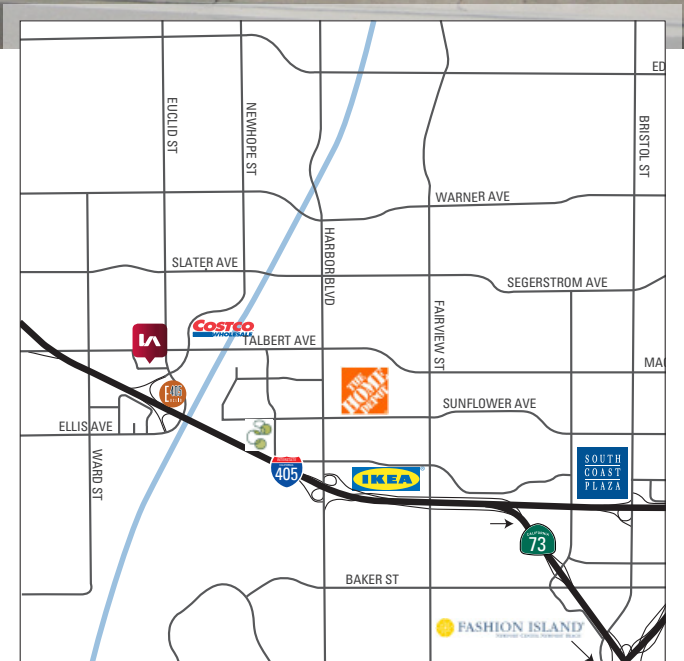 ED
EUCLID ST
NEWHOPE ST
BRISTOL ST
WARNER AVE
HARBOR BLVD
SLATER AVE
SEGERSTROM AVE
FAIRVIEW ST
COSTCO
WHOLESALE
TALBERT AVE
MA
THE
HOME
DEPOT
SUNFLOWER AVE
ELLIS AVE
WARD ST
SOUTH
COAST
PLAZA
405
IKEA
CALIFORNIA
73
BAKER ST
FASHION ISLAND